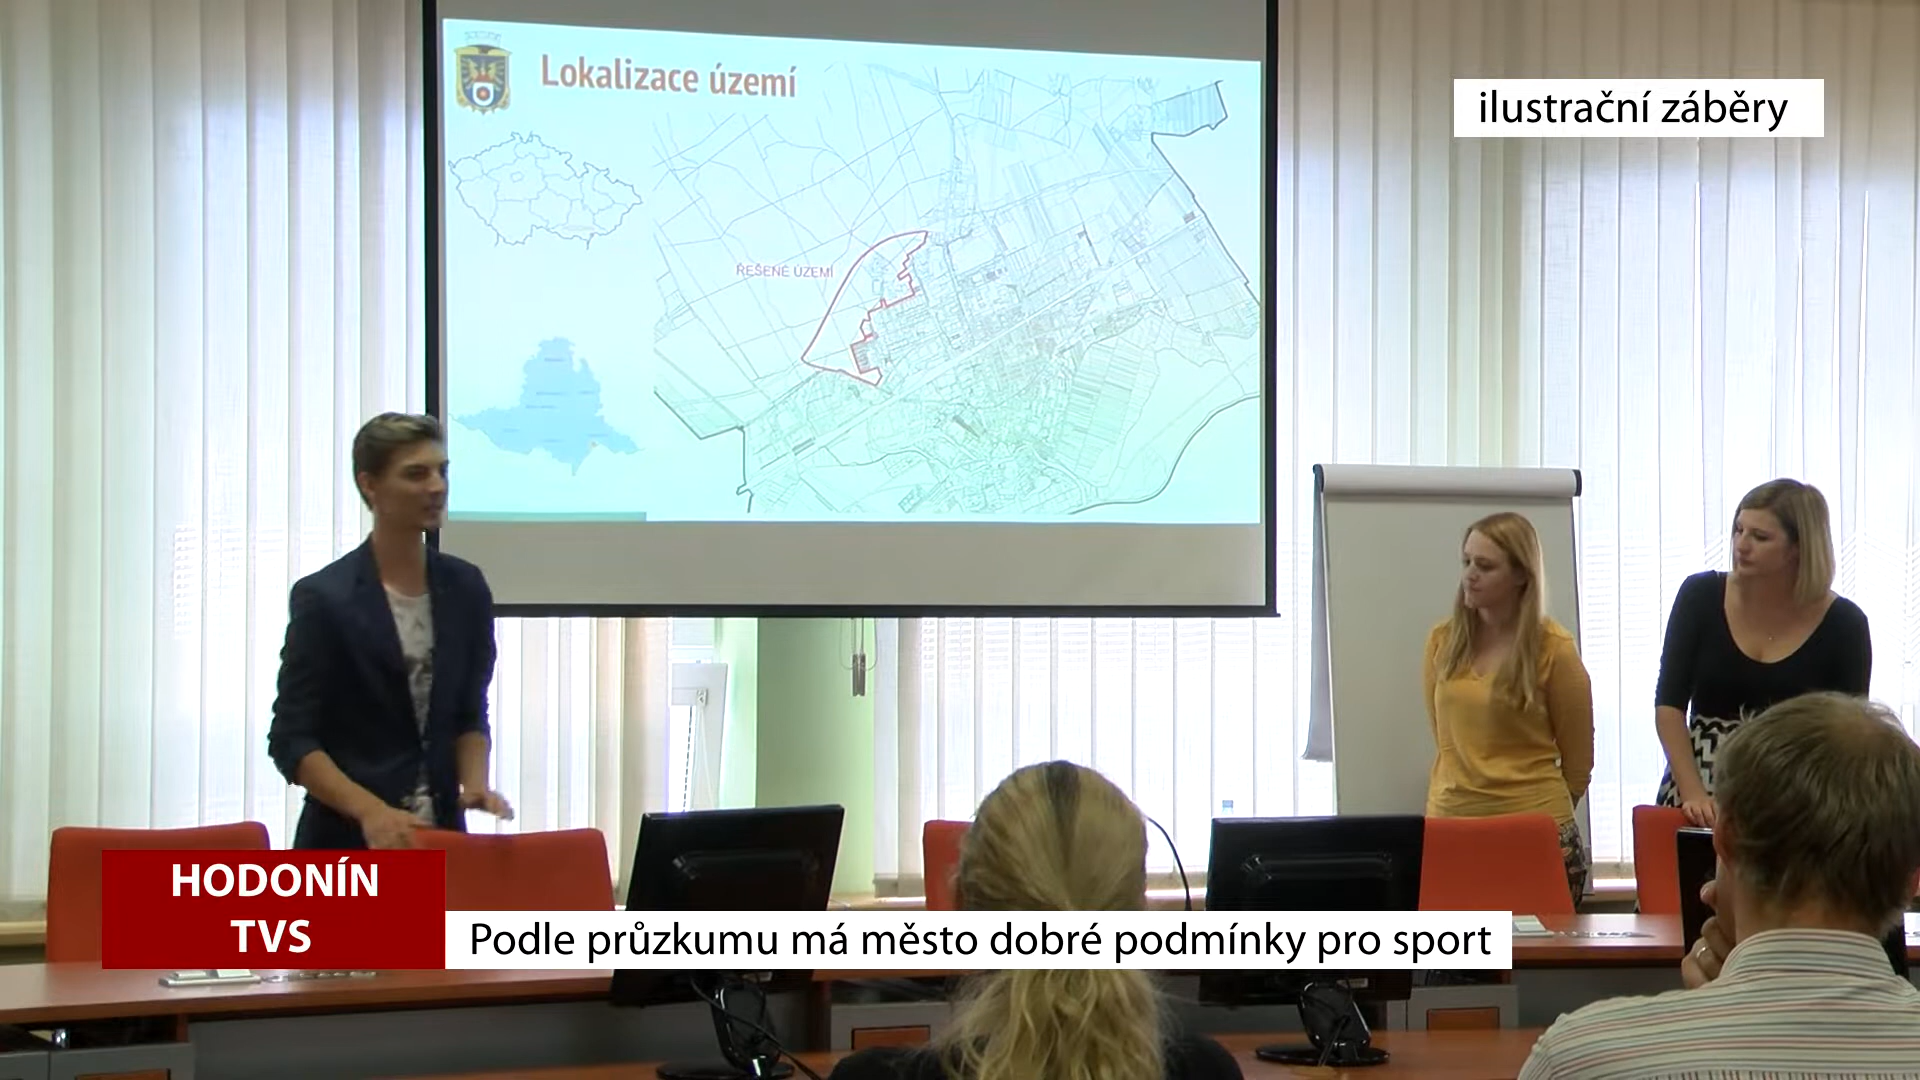 Lokalizace území
ilustrační záběry
ŘEŠENÉ ÚZEMÍ
HODONÍN
TVS
Podle průzkumu má město dobré podmínky pro sport